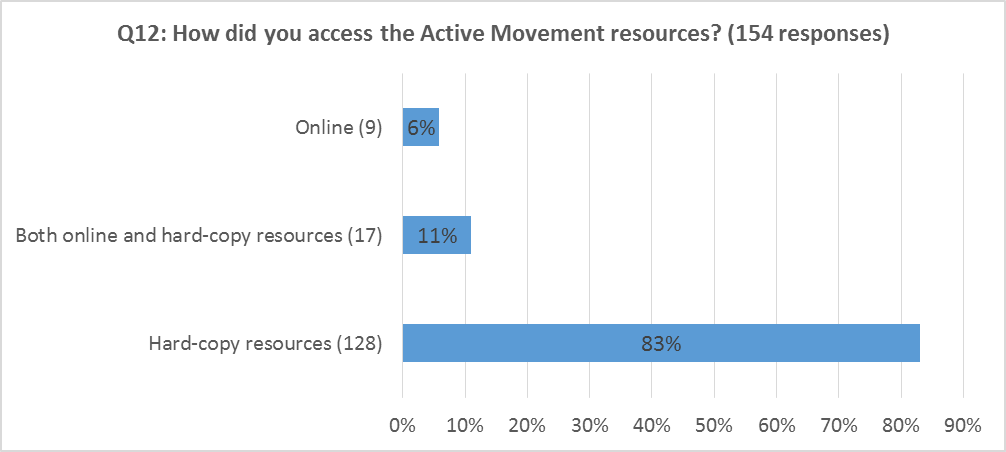 Q12: How did you access the Active Movement resources? (154 responses)
Online (9)
6%
Both online and hard-copy resources (17)
11%
Hard-copy resources (128)
83%
0% 10% 20% 30% 40% 50% 60% 70% 80% 90%